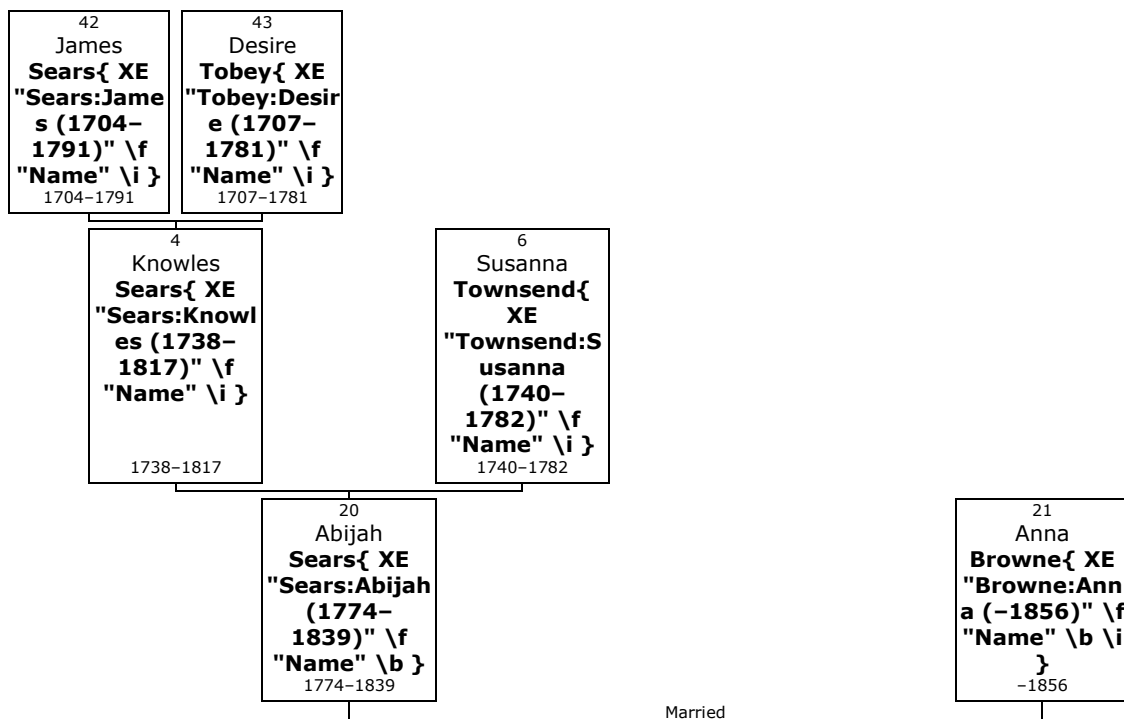 42
James
Sears{ XE
"Sears:Jame
s (1704–
1791)" \f
"Name" \i }
1704–1791
43
Desire
Tobey{ XE
"Tobey:Desir
e (1707–
1781)" \f
"Name" \i }
1707–1781
4
Knowles
Sears{ XE
"Sears:Knowl
es (1738–
1817)" \f
"Name" \i }
1738–1817
6
Susanna
Townsend{
XE
"Townsend:S
usanna
(1740–
1782)" \f
"Name" \i }
1740–1782
20
Abijah
Sears{ XE
"Sears:Abijah
(1774–
1839)" \f
"Name" \b }
1774–1839
21
Anna
Browne{ XE
"Browne:Ann
a (–1856)" \f
"Name" \b \i
}
–1856
Married